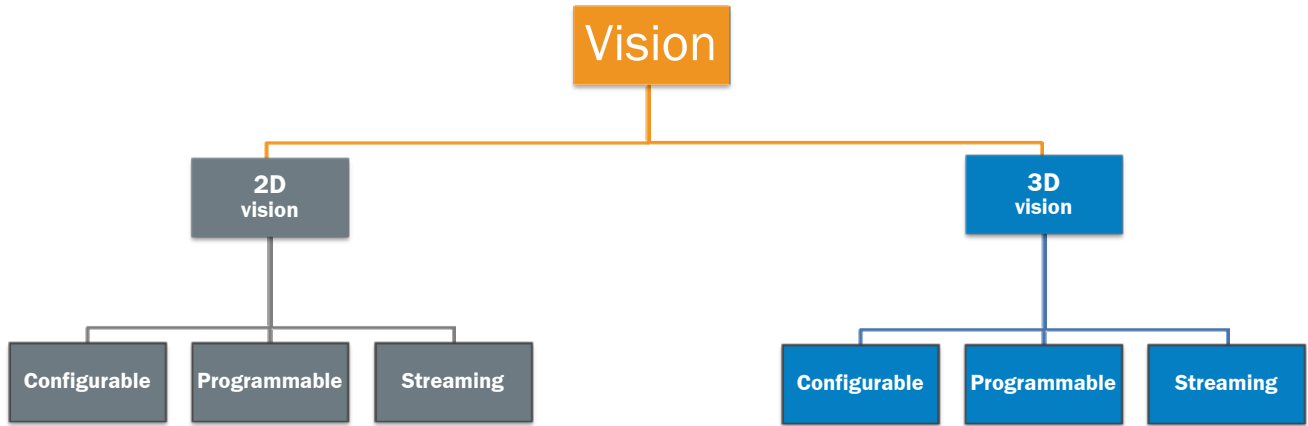 Vision
2D
vision
3D
vision
Configurable
Programmable
Streaming
Configurable
Programmable
Streaming